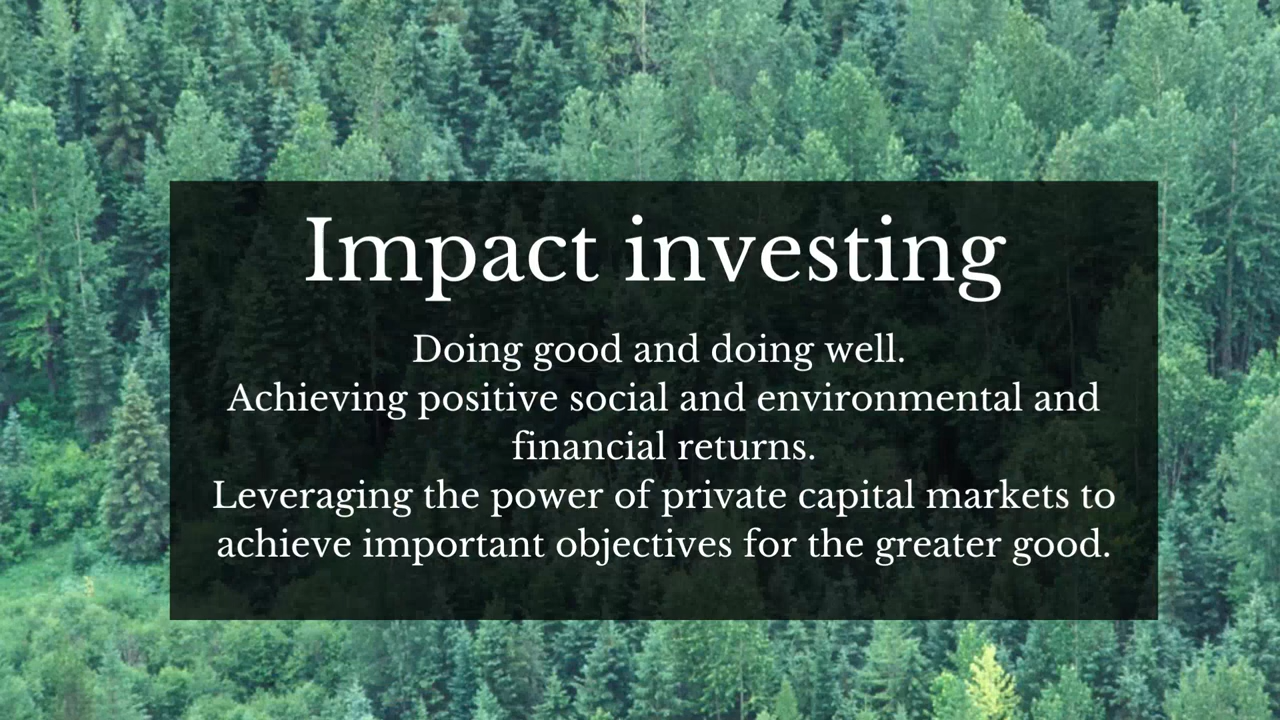 Impact investing
Doing good and doing well.
Achieving positive social and environmental and
financial returns.
Leveraging the power of private capital markets to
achieve important objectives for the greater good.